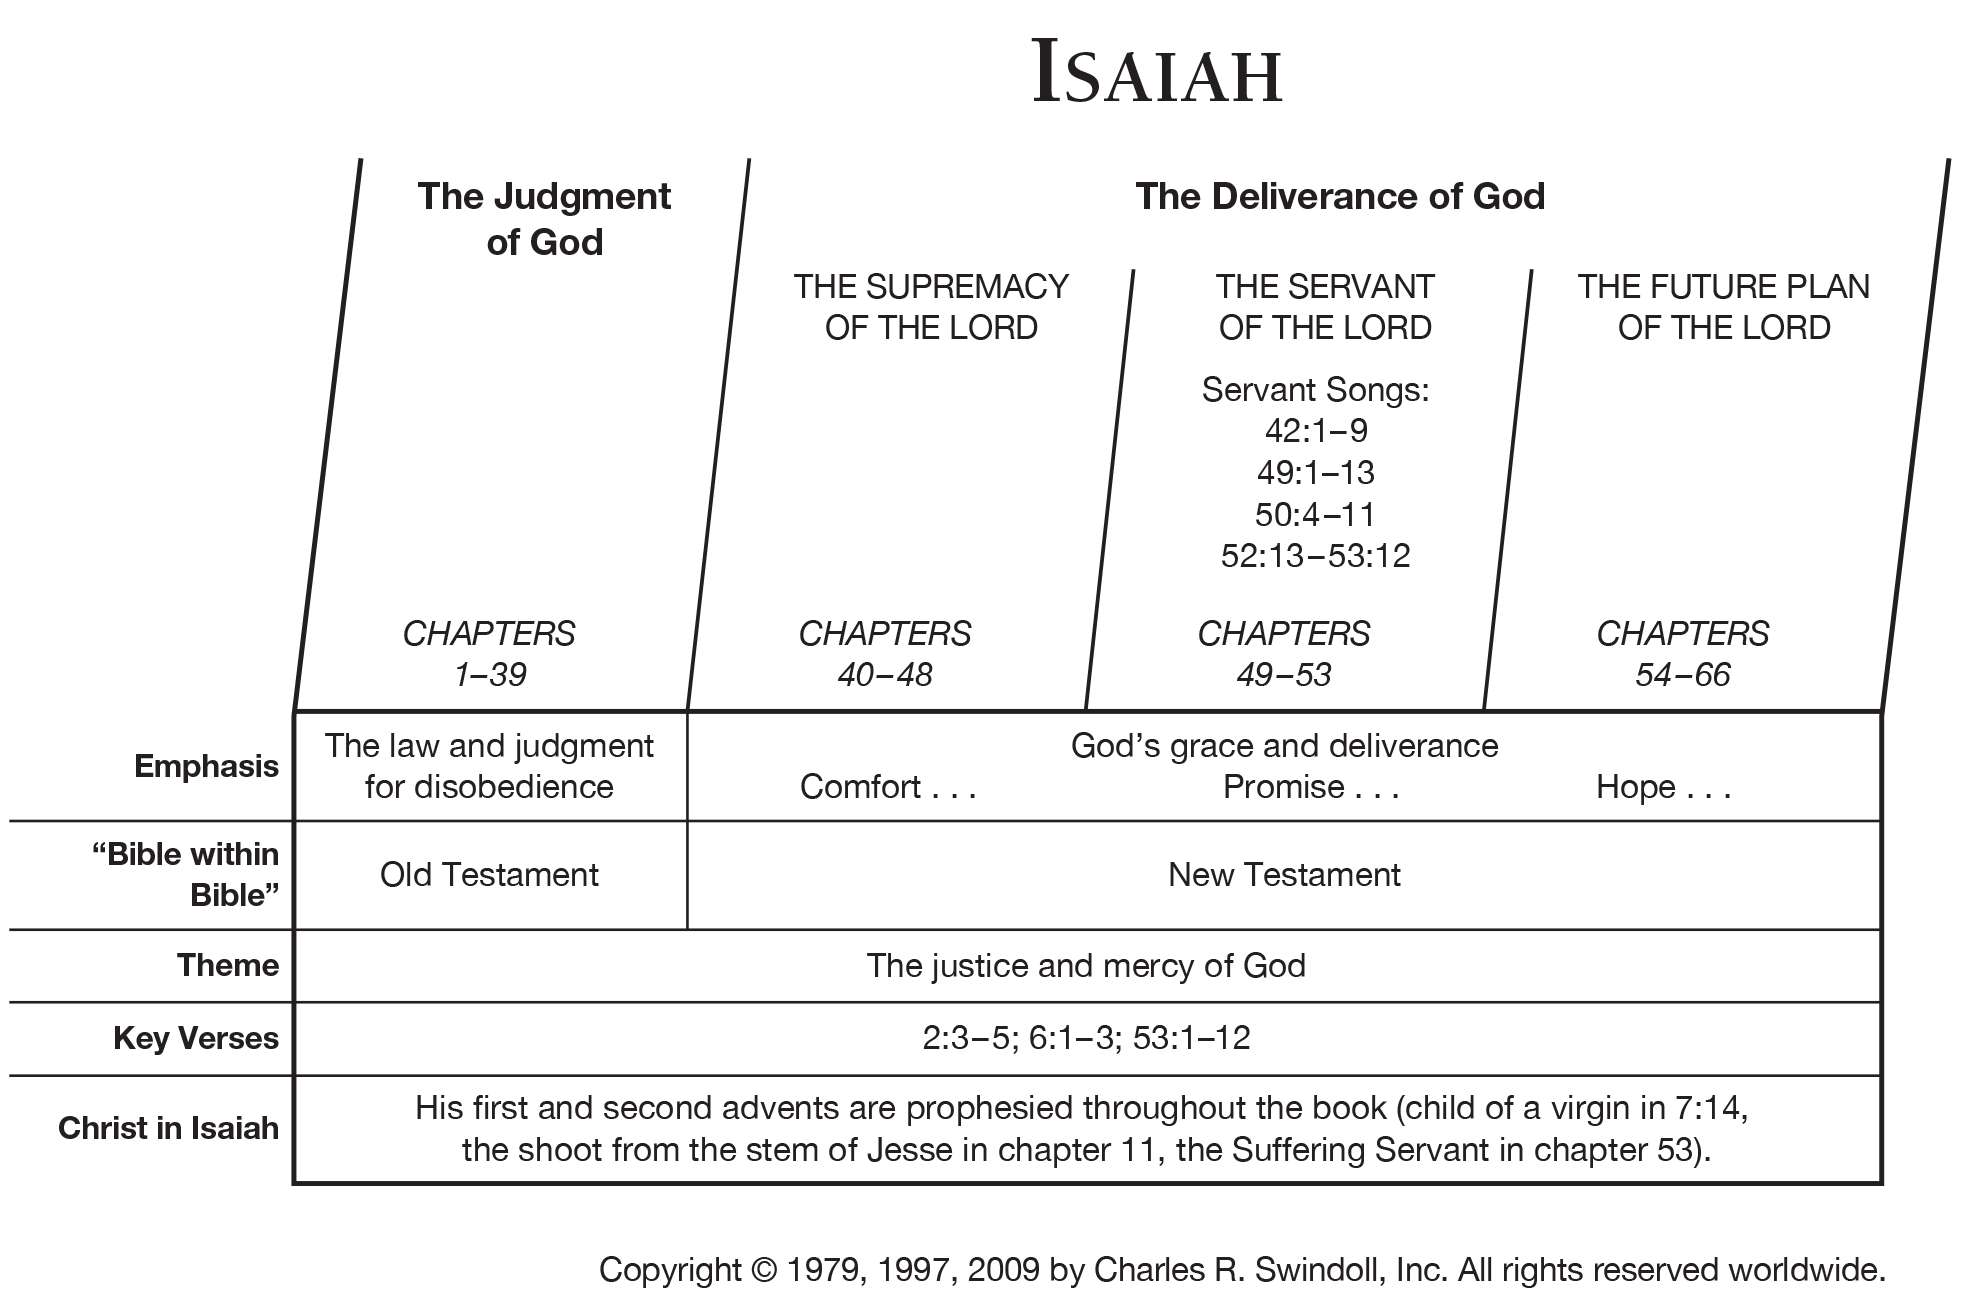 ISAIAH
The Judgment
of God
The Deliverance of God
THE SUPREMACY
OF THE LORD
THE SERVANT
OF THE LORD
THE FUTURE PLAN
OF THE LORD
Servant Songs:
42:1–9
49:1–13
50:4–11
52:13–53:12
CHAPTERS
1–39
CHAPTERS
40–48
CHAPTERS
49–53
CHAPTERS
54–66
Emphasis
The law and judgment
for disobedience
God’s grace and deliverance
Comfort . . . Promise . . . Hope . . .
“Bible within
Bible”
Old Testament
New Testament
Theme
The justice and mercy of God
Key Verses
2:3–5; 6:1–3; 53:1–12
Christ in Isaiah
His first and second advents are prophesied throughout the book (child of a virgin in 7:14,
the shoot from the stem of Jesse in chapter 11, the Suffering Servant in chapter 53).
Copyright © 1979, 1997, 2009 by Charles R. Swindoll, Inc. All rights reserved worldwide.